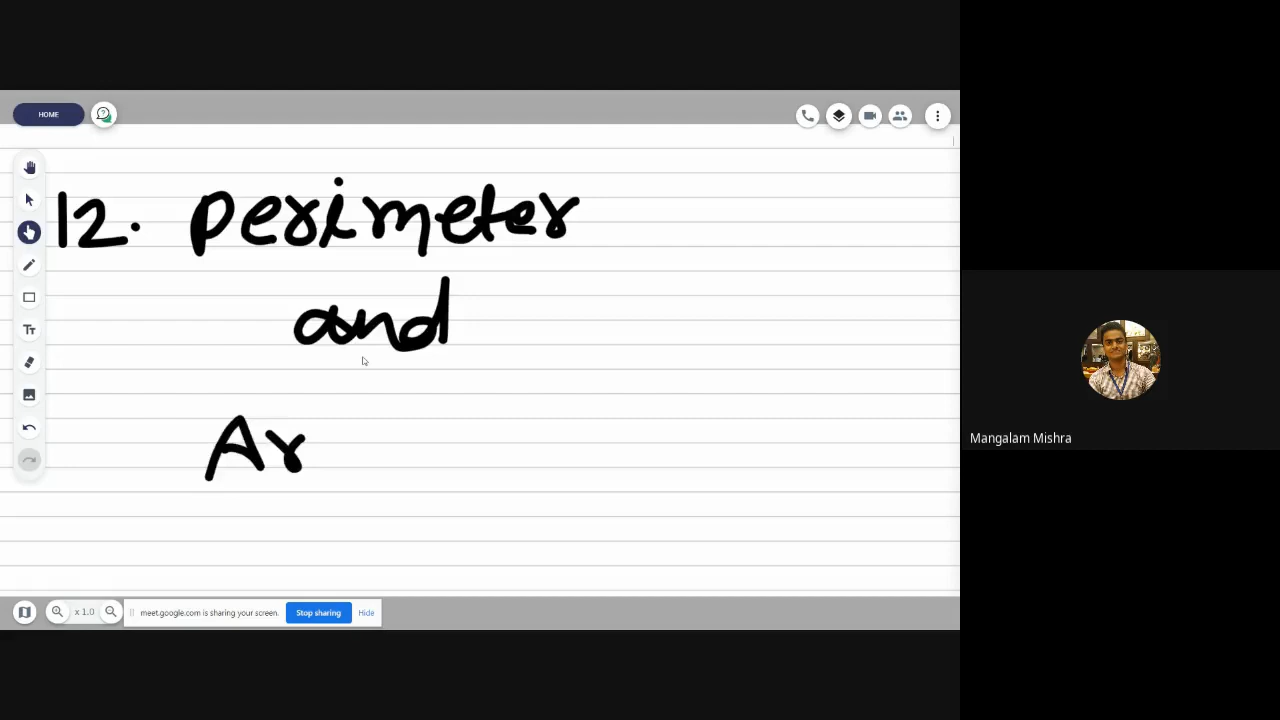 HOME
12. Perimeter
and
Ar
Tt
x 1.0
meet.google.com is sharing your screen.
Stop sharing
Hide
Mangalam Mishra